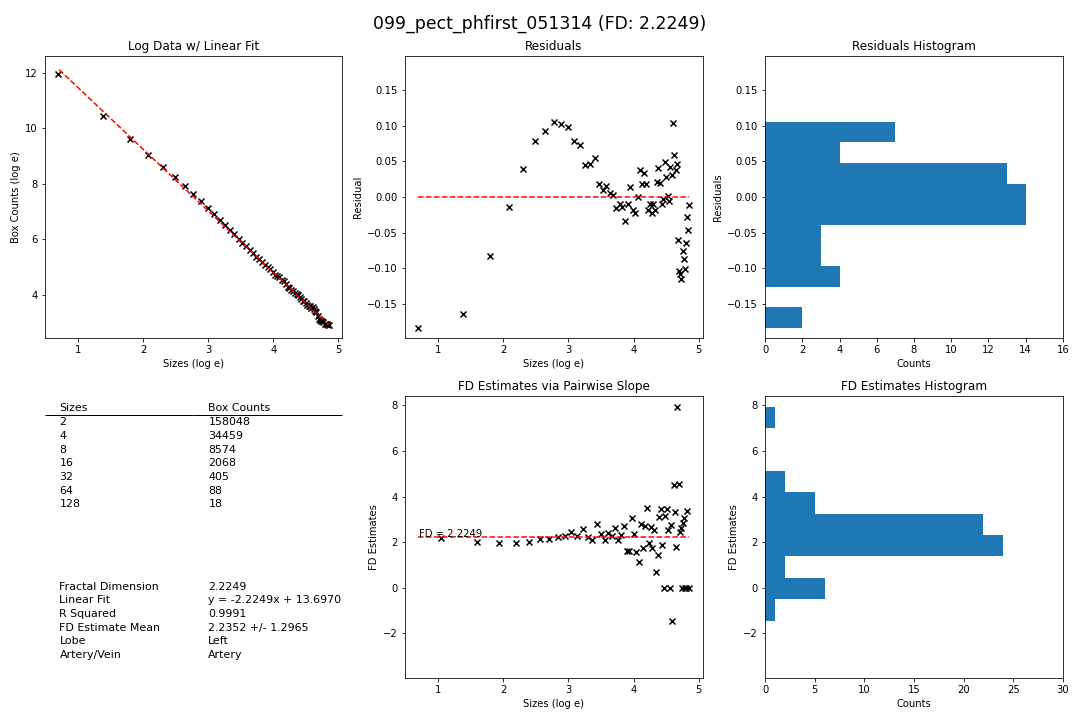 099_pect_phfirst_051314 (FD: 2.2249)
Log Data w/ Linear Fit
12
10
8
6
4
Box Counts (log e)
1 2 3 4 5
Sizes (log e)
Residuals
0.15
0.10
0.05
0.00
−0.05
−0.10
−0.15
Residual
1 2 3 4 5
Sizes (log e)
Residuals Histogram
0.15
0.10
0.05
0.00
−0.05
−0.10
−0.15
Residuals
0 2 4 6 8 10 12 14 16
Counts
Sizes Box Counts
2 158048
4 34459
8 8574
16 2068
32 405
64 88
128 18
Fractal Dimension 2.2249
Linear Fit y = -2.2249x + 13.6970
R Squared 0.9991
FD Estimate Mean 2.2352 +/- 1.2965
Lobe Left
Artery/Vein Artery
FD Estimates via Pairwise Slope
8
6
4
2
0
−2
FD Estimates
FD = 2.2249
1 2 3 4 5
Sizes (log e)
FD Estimates Histogram
8
6
4
2
0
−2
FD Estimates
0 5 10 15 20 25 30
Counts